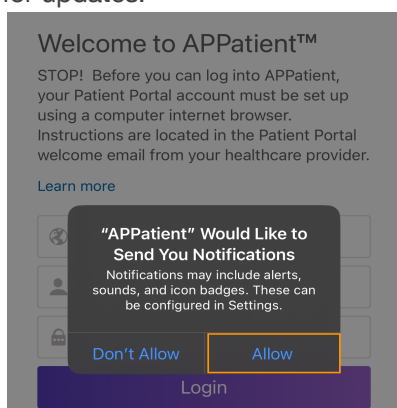 for updates.
Welcome to APPatient™
STOP!  Before you can log into APPatient,
your Patient Portal account must be set up
using a computer internet browser.
Instructions are located in the Patient Portal
welcome email from your healthcare provider.
Learn more
“APPatient” Would Like to
Send You Notifications
Notifications may include alerts,
sounds, and icon badges. These can
be configured in Settings.
Don’t Allow
Allow
Login